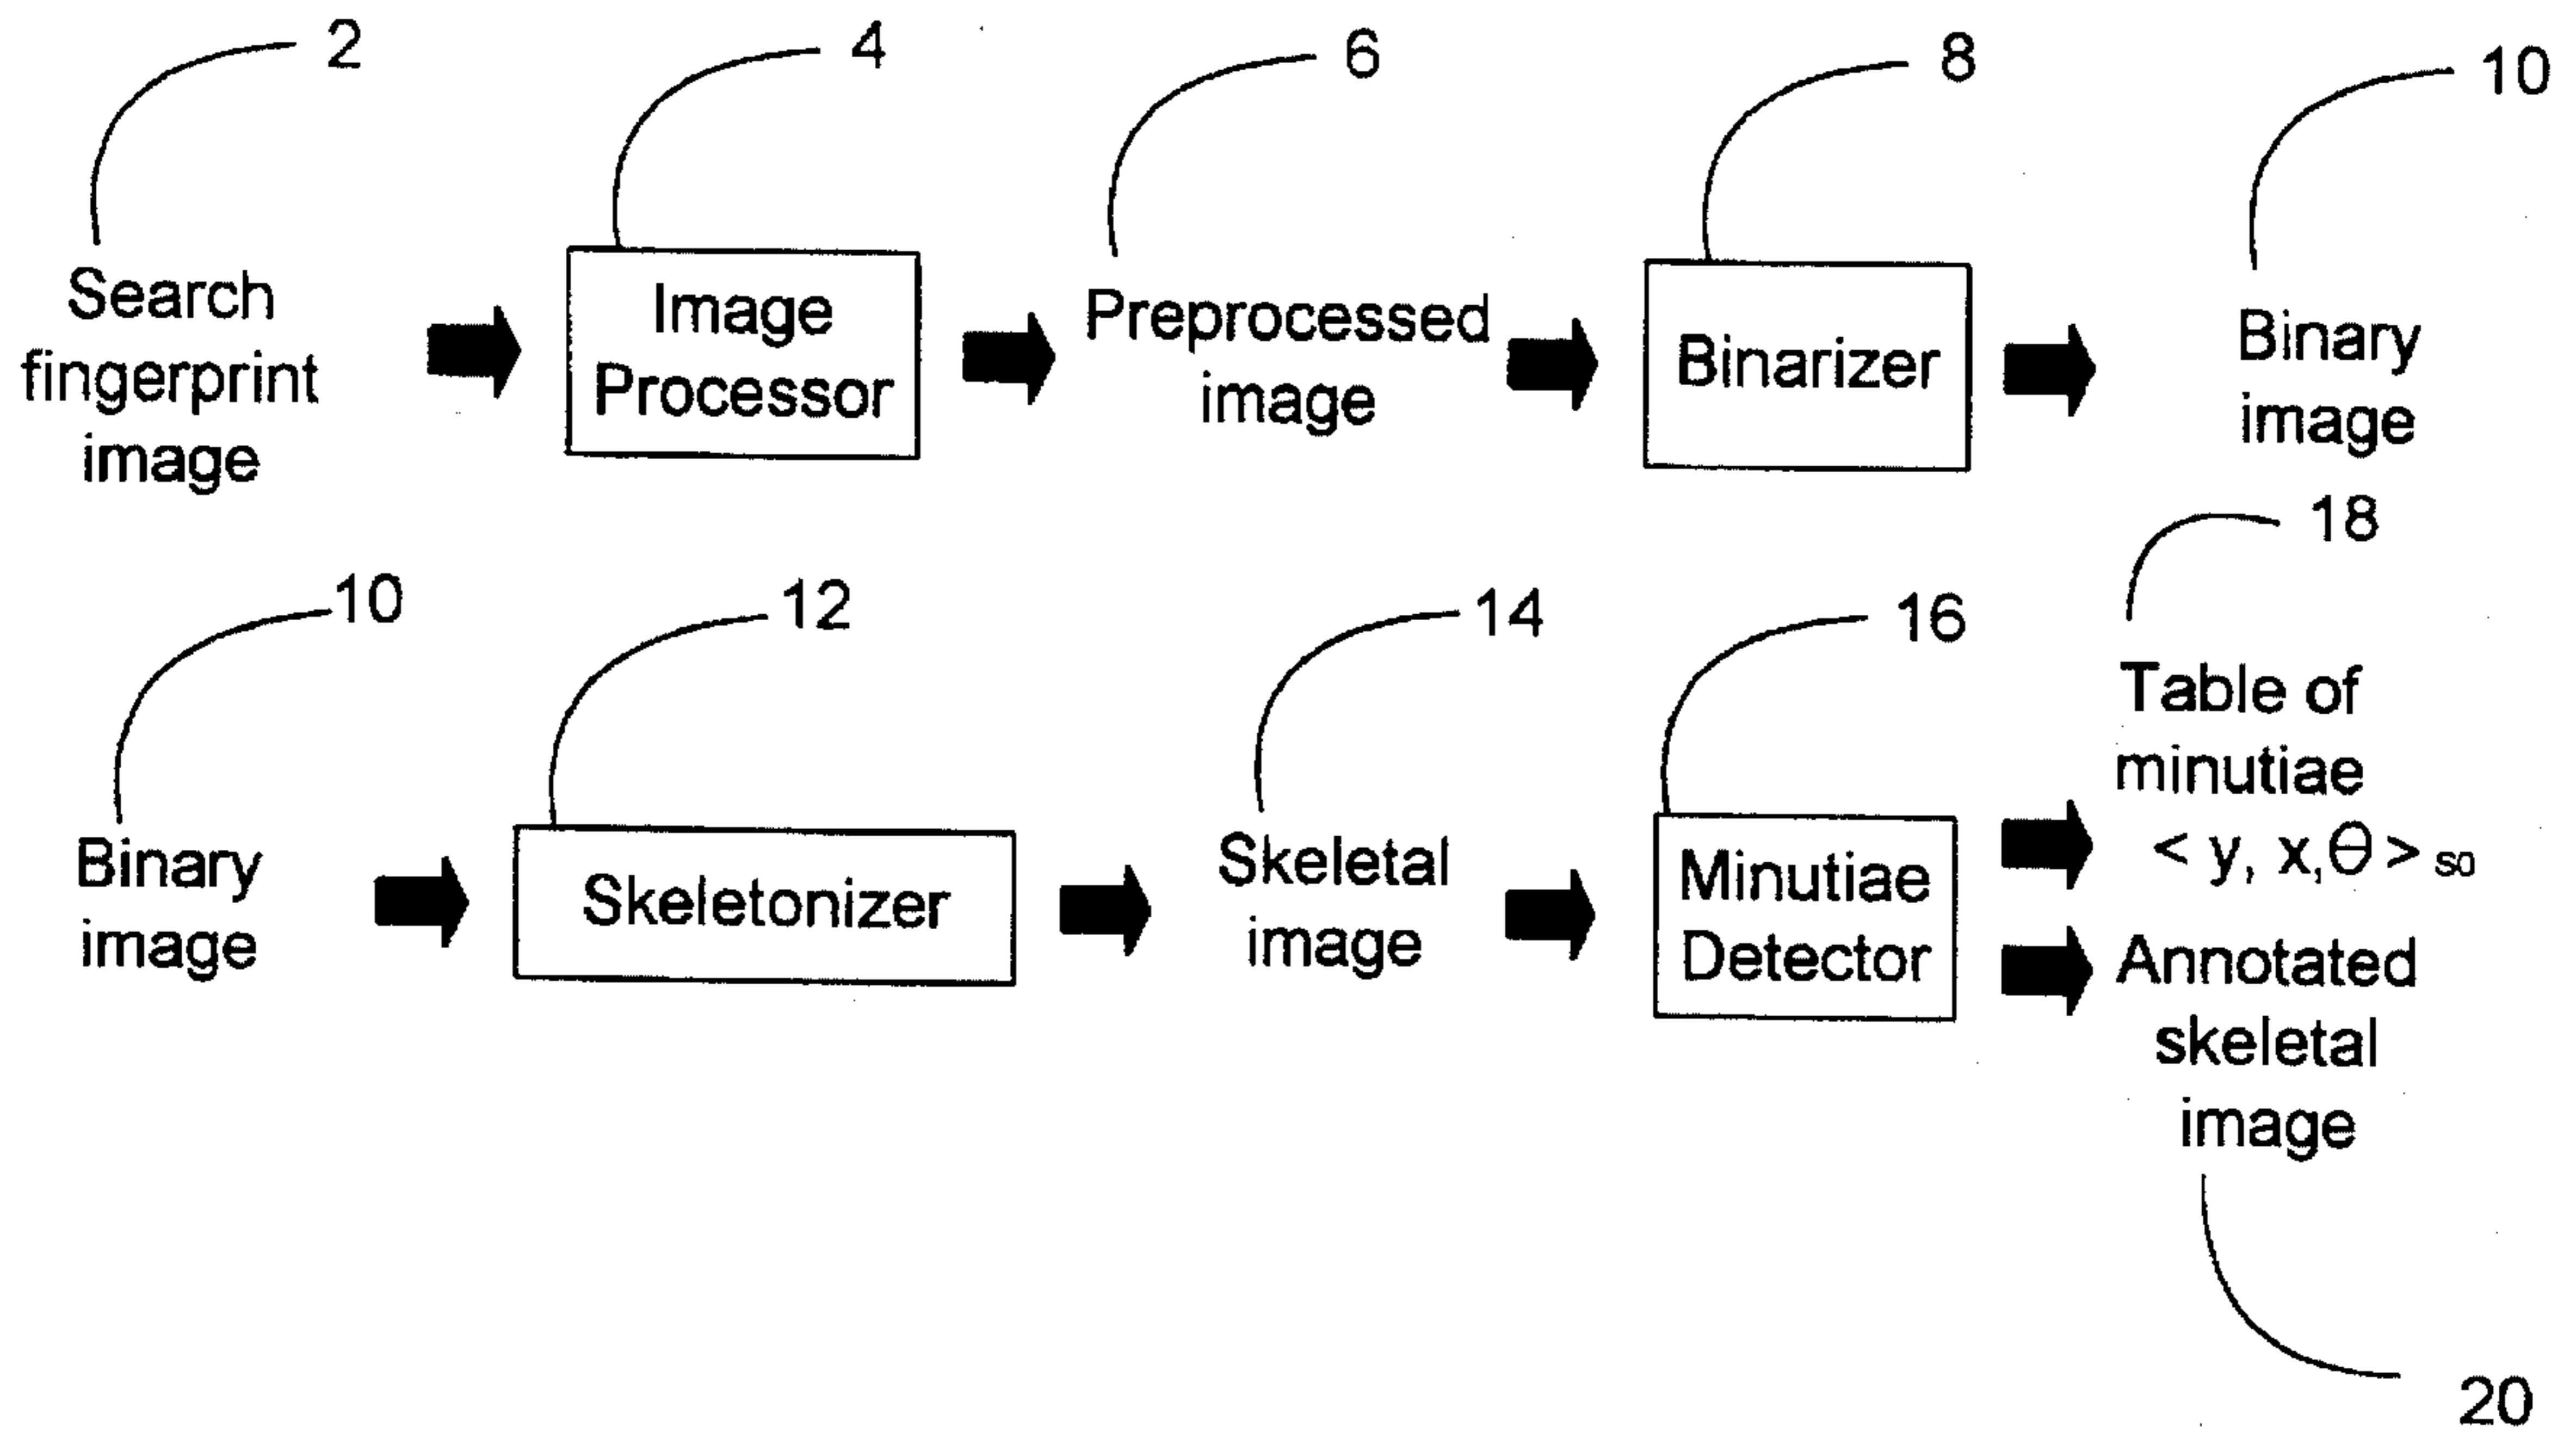 2
4
6
8
10
Search
fingerprint
image
Image
Processor
Preprocessed
image
Binarizer
Binary
image
10
12
14
16
18
Binary
image
Skeletonizer
Skeletal
image
Minutiae
Detector
Table of
minutiae
< y, x, θ > s0
Annotated
skeletal
image
20